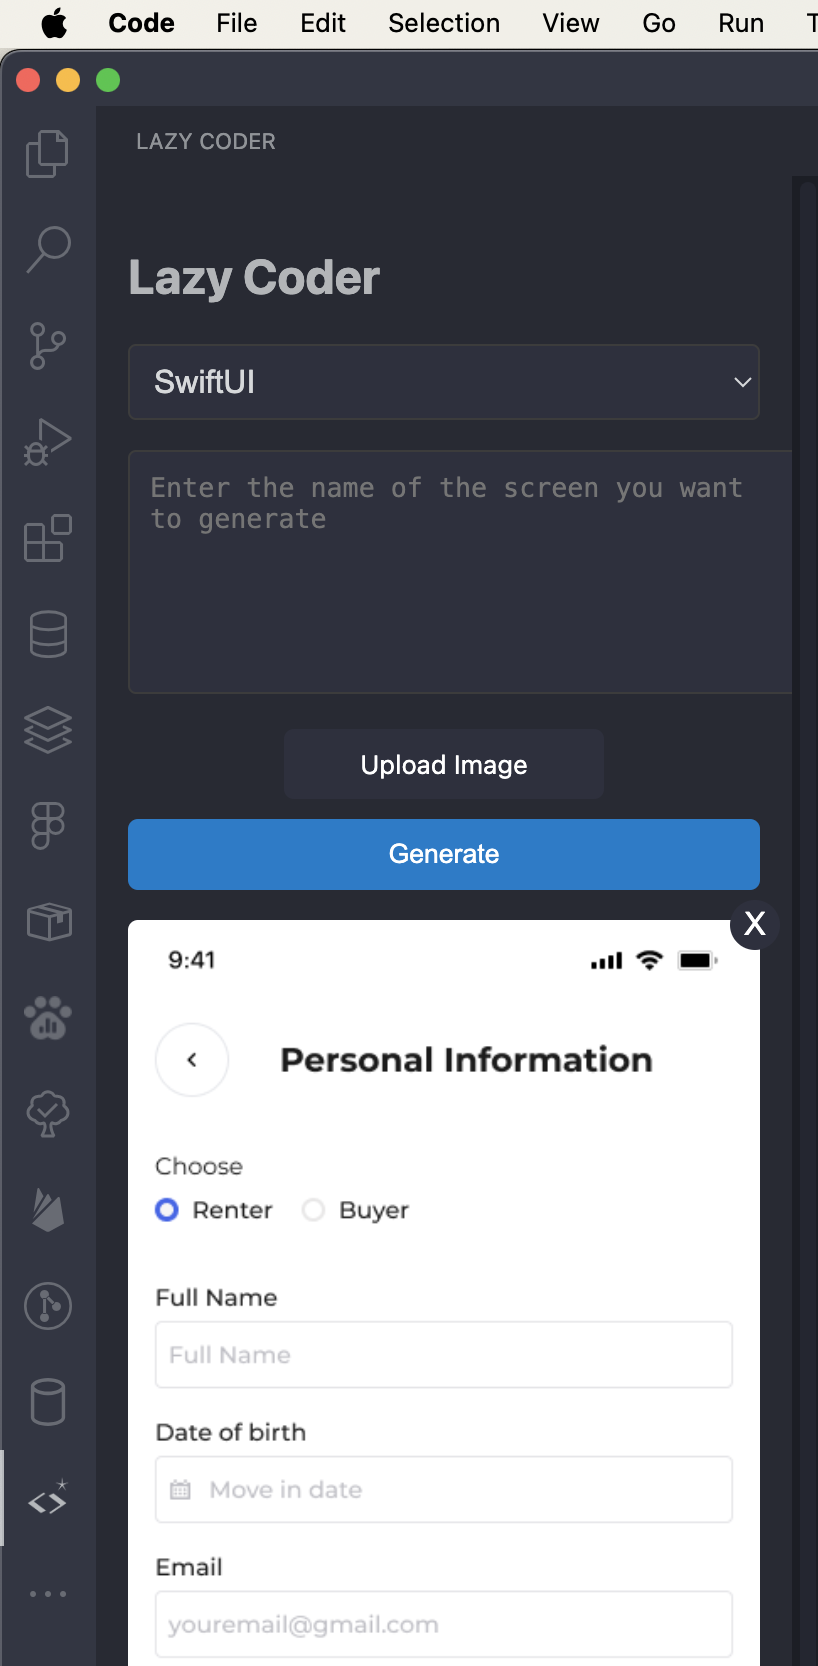 Code File Edit Selection View Go Run
LAZY CODER
Lazy Coder
SwiftUI
Enter the name of the screen you want
to generate
Upload Image
Generate
X
9:41
Personal Information
Choose
Renter Buyer
Full Name
Full Name
Date of birth
Move in date
Email
youremail@gmail.com